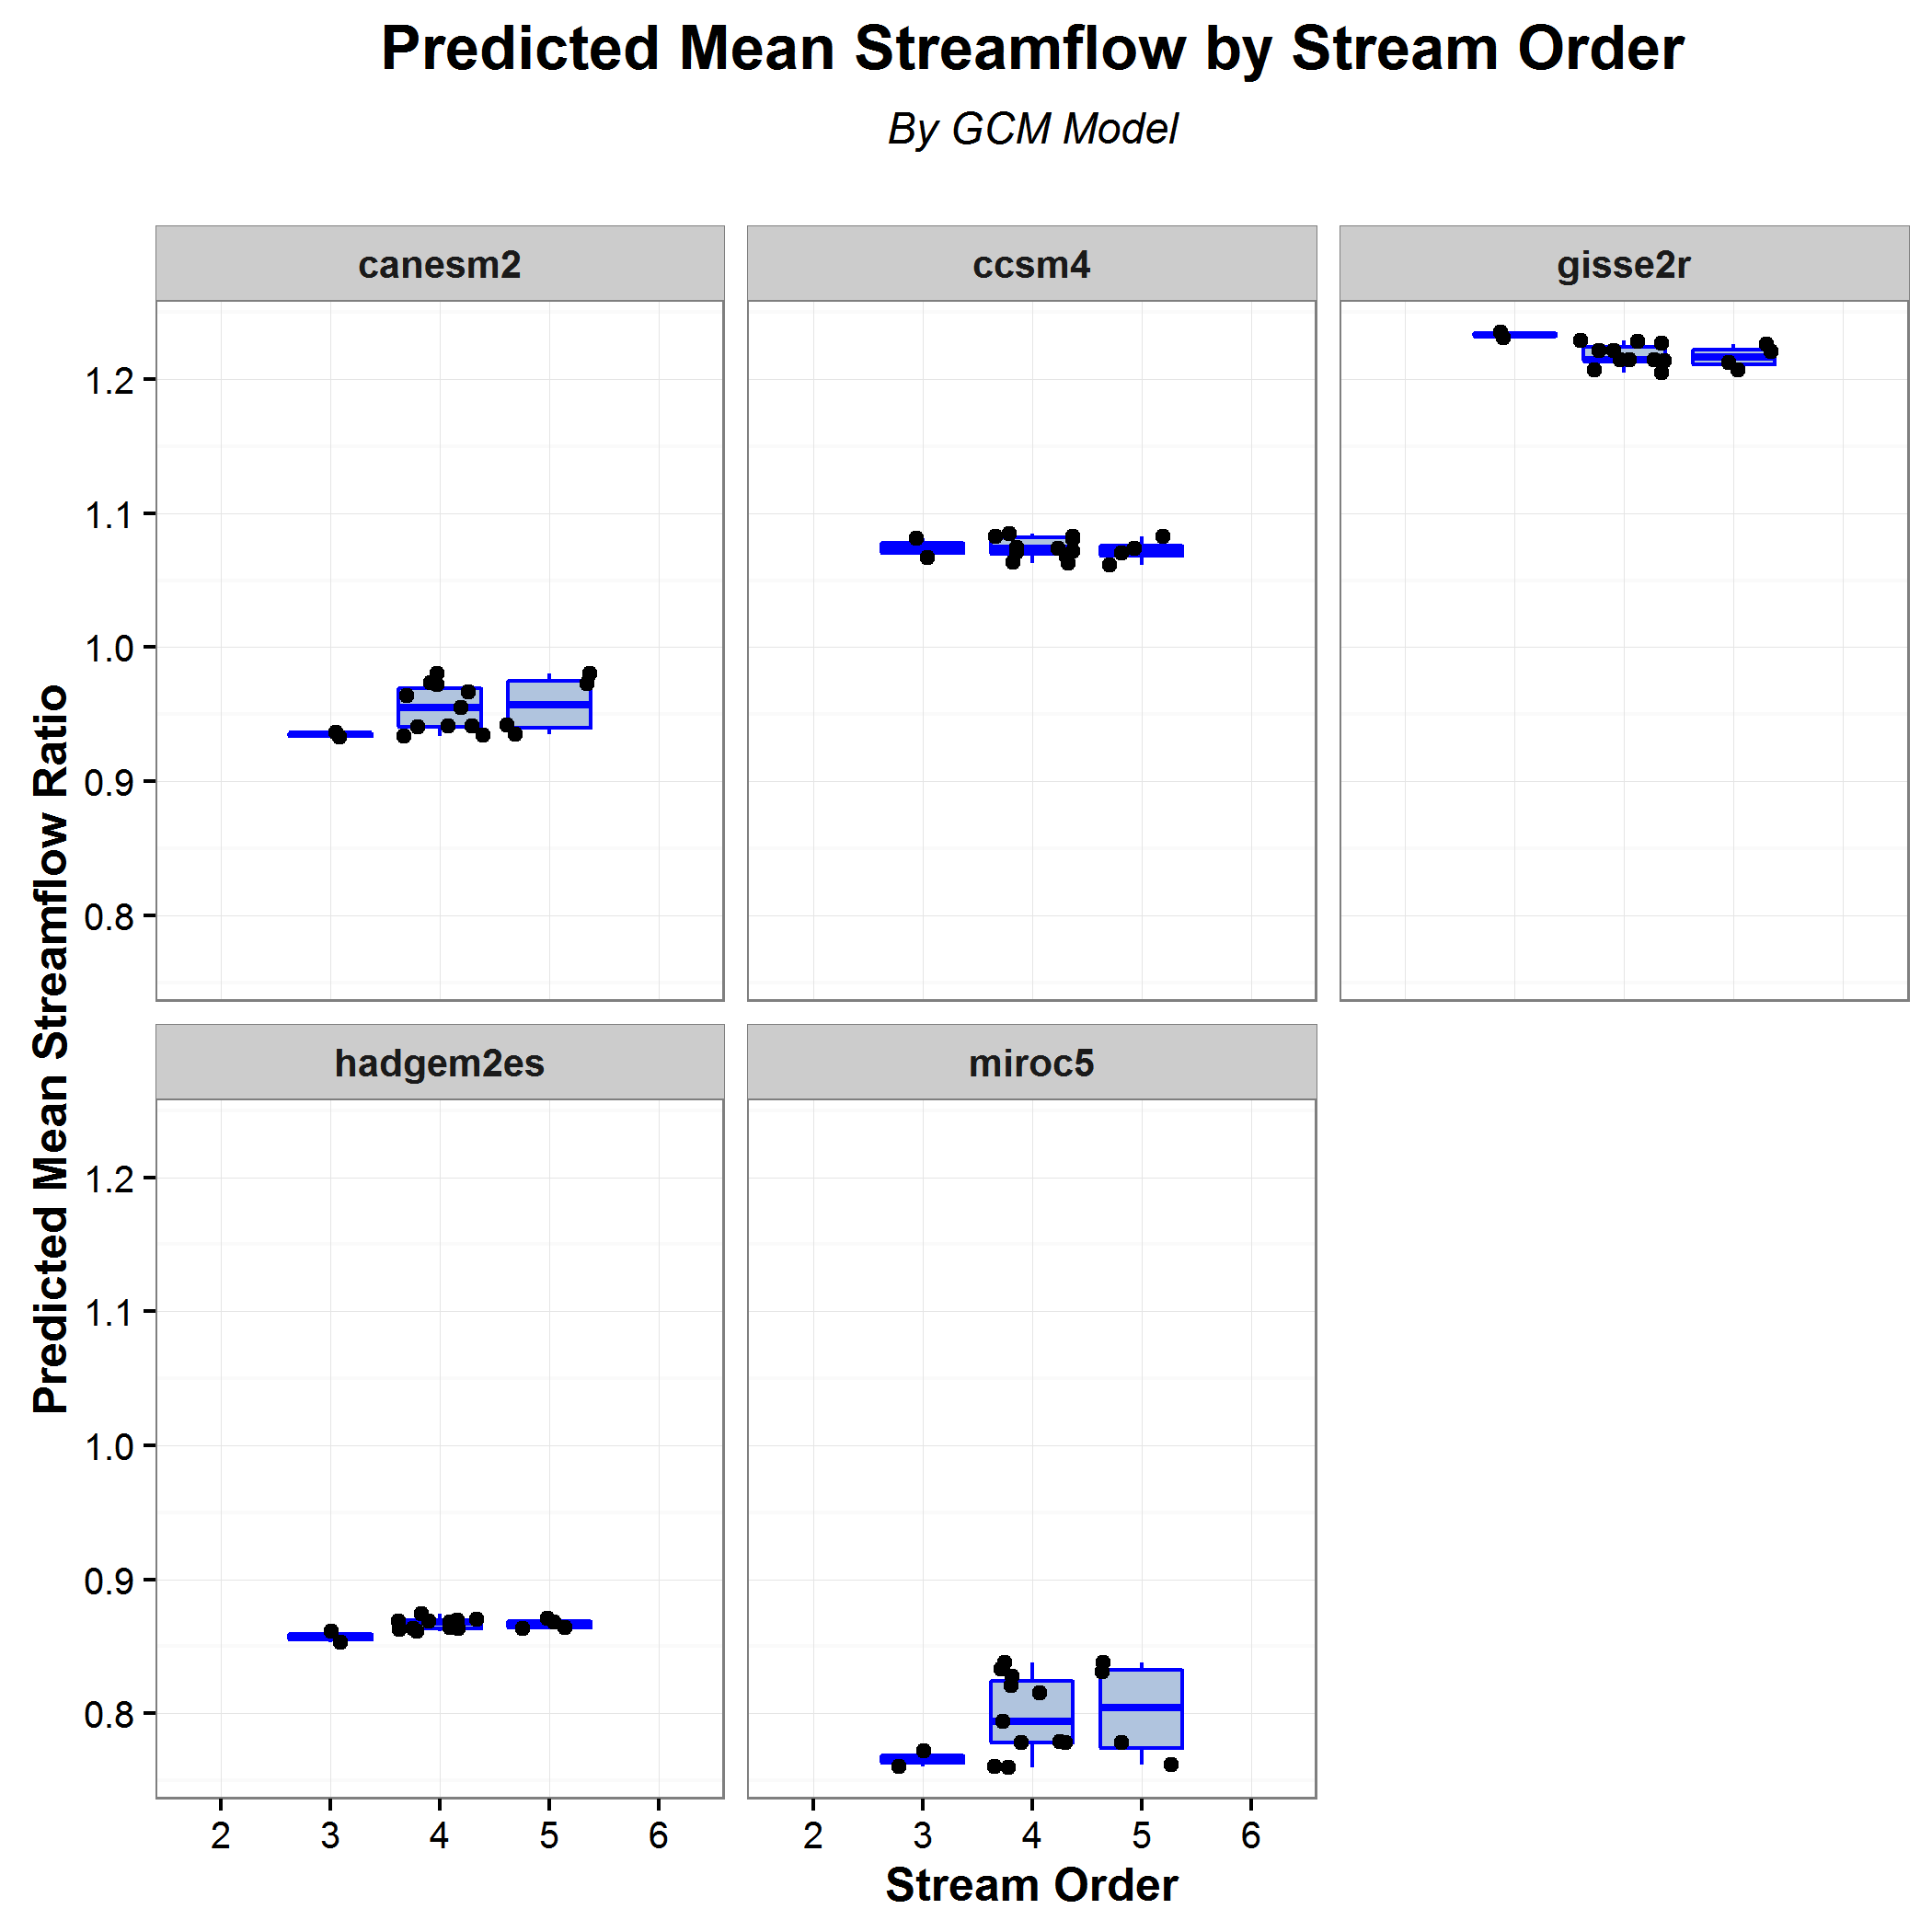 Predicted Mean Streamflow by Stream Order
By GCM Model
canesm2
ccsm4
gisse2r
1.2
1.1
1.0
0.9
0.8
hadgem2es
miroc5
1.2
1.1
1.0
0.9
0.8
2 3 4 5 6
2 3 4 5 6
Stream Order
Predicted Mean Streamflow Ratio